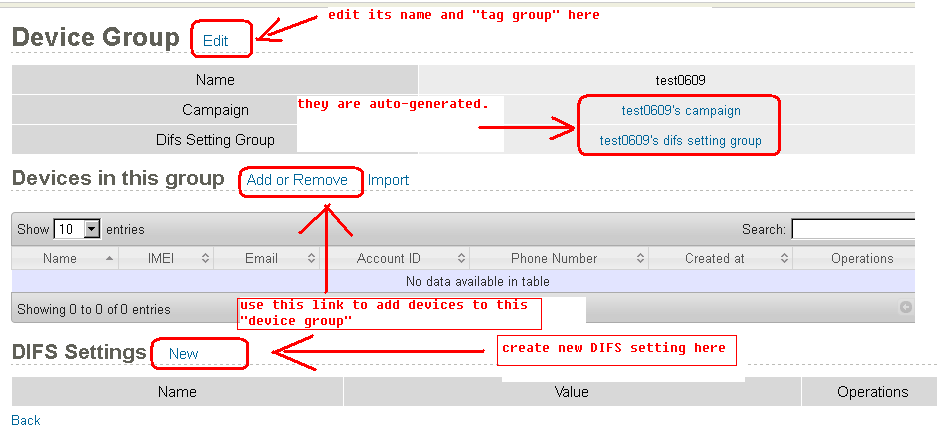 edit its name and "tag group" here
Device Group Edit
Name test0609
Campaign they are auto-generated. test0609's campaign
Difs Setting Group test0609's difs setting group
Devices in this group Add or Remove Import
Show 10 entries Search:
Name IMEI Email Account ID Phone Number Created at Operations
No data available in table
Showing 0 to 0 of 0 entries
use this link to add devices to this
"device group"
DIFS Settings New
create new DIFS setting here
Name Value Operations
Back